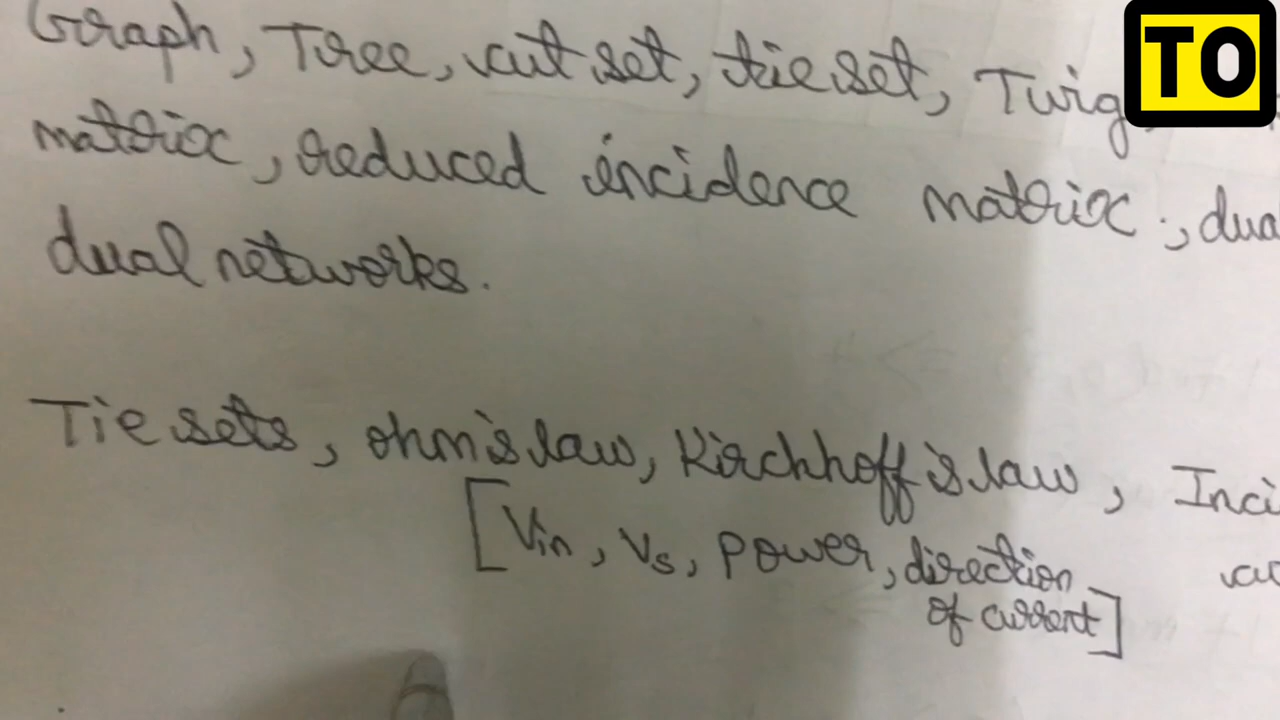 Graph, Tree, cut set, tie set, Twig
TO
matrix, reduced incidence matrix., dua
dual networks.
Tie sets, ohm's law, Kirchhoff's law, Inci
[Vin, Vs, power, direction
of current]